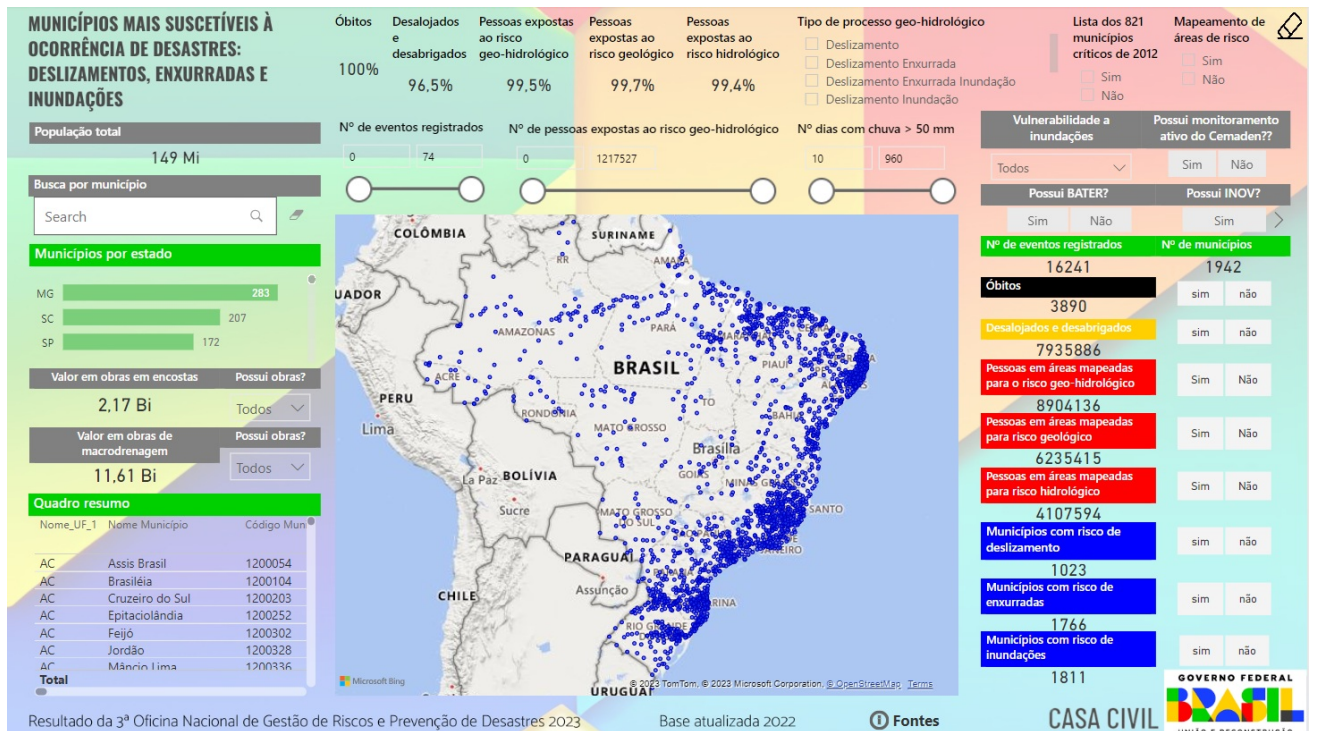 MUNICÍPIOS MAIS SUSCETÍVEIS À
OCORRÊNCIA DE DESASTRES:
DESLIZAMENTOS, ENXURRADAS E
INUNDAÇÕES
Óbitos
100%
Desalojados
e
desabrigados
96,5%
Pessoas expostas
ao risco
geo-hidrológico
99,5%
Pessoas
expostas ao
risco geológico
99,7%
Pessoas
expostas ao
risco hidrológico
99,4%
Tipo de processo geo-hidrológico
Deslizamento
Deslizamento Enxurrada
Deslizamento Enxurrada Inundação
Deslizamento Inundação
Lista dos 821
municípios
críticos de 2012
Sim
Não
Mapeamento de
áreas de risco
Sim
Não
População total
149 Mi
Busca por município
Search
Nº de eventos registrados
0 74
Nº de pessoas expostas ao risco geo-hidrológico
0 1217527
Nº dias com chuva > 50 mm
10 960
Vulnerabilidade a
inundações
Todos
Possui monitoramento
ativo do Cemaden??
Sim Não
Possui BATER?
Sim Não
Possui INOV?
Sim
Municípios por estado
MG 283
SC 207
SP 172
Valor em obras em encostas
2,17 Bi
Possui obras?
Todos
Valor em obras de
macrodrenagem
11,61 Bi
Possui obras?
Todos
Quadro resumo
Nome_UF_1 Nome Município Código Mun
AC Assis Brasil 1200054
AC Brasiléia 1200104
AC Cruzeiro do Sul 1200203
AC Epitaciolândia 1200252
AC Feijó 1200302
AC Jordão 1200328
AC Mâncio Lima 1200336
Total
COLÔMBIA
SURINAME
RR
UADOR
AMAZONAS
PARÁ
ACRE
BRASIL
PIAUÍ
PERU
Lima
RONDÔNIA
TO
MATO GROSSO
Brasília
La Paz
BOLÍVIA
Sucre
MATO GROSSO
DO SUL
SANTO
PARAGUAI
Assunção
CHILE
URUGUAI
Microsoft Bing
© 2023 TomTom, © 2023 Microsoft Corporation, © OpenStreetMap Terms
Nº de eventos registrados
16241
Nº de municípios
1942
Óbitos
3890
sim não
Desalojados e desabrigados
7935886
sim não
Pessoas em áreas mapeadas
para o risco geo-hidrológico
8904136
Sim Não
Pessoas em áreas mapeadas
para risco geológico
6235415
Sim Não
Pessoas em áreas mapeadas
para risco hidrológico
4107594
Sim Não
Municípios com risco de
deslizamento
1023
sim não
Municípios com risco de
enxurradas
1766
sim não
Municípios com risco de
inundações
1811
sim não
Resultado da 3ª Oficina Nacional de Gestão de Riscos e Prevenção de Desastres 2023
Base atualizada 2022
Fontes
CASA CIVIL
GOVERNO FEDERAL
BRASIL
UNIÃO E RECONSTRUÇÃO